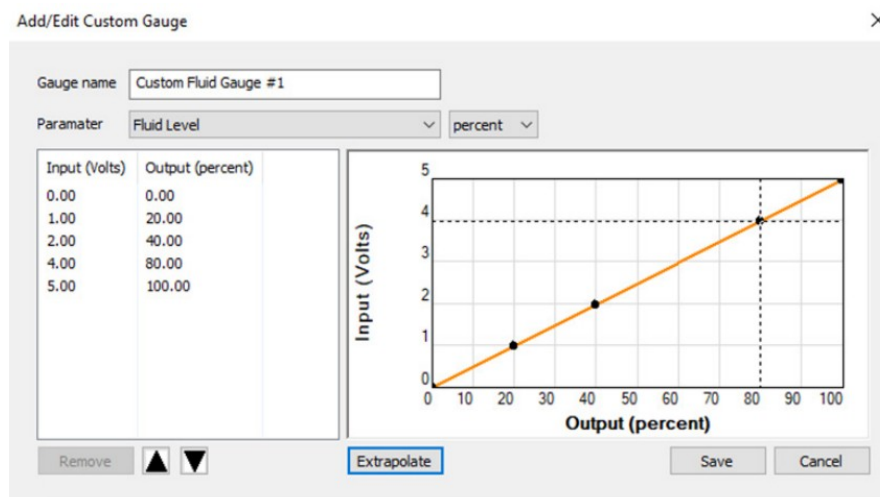 Add/Edit Custom Gauge
Gauge name Custom Fluid Gauge #1
Paramater Fluid Level percent
Input (Volts) Output (percent)
0.00 0.00
1.00 20.00
2.00 40.00
4.00 80.00
5.00 100.00
Input (Volts)
5
4
3
2
1
0
0 10 20 30 40 50 60 70 80 90 100
Output (percent)
Remove Extrapolate Save Cancel